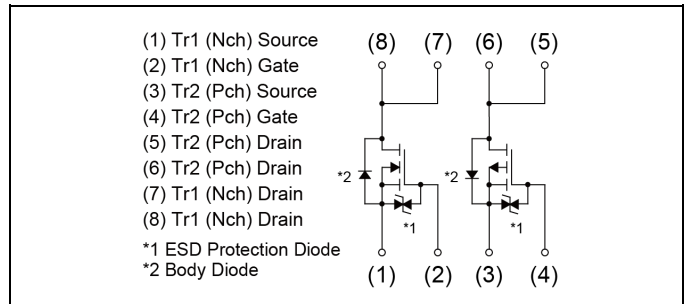 (1) Tr1 (Nch) Source
(2) Tr1 (Nch) Gate
(3) Tr2 (Pch) Source
(4) Tr2 (Pch) Gate
(5) Tr2 (Pch) Drain
(6) Tr2 (Pch) Drain
(7) Tr1 (Nch) Drain
(8) Tr1 (Nch) Drain
*1 ESD Protection Diode
*2 Body Diode
(8) (7) (6) (5)
*2 *2
*1 *1
(1) (2) (3) (4)